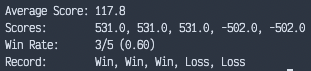 Average Score: 117.8
Scores: 531.0, 531.0, 531.0, -502.0, -502.0
Win Rate: 3/5 (0.60)
Record: Win, Win, Win, Loss, Loss